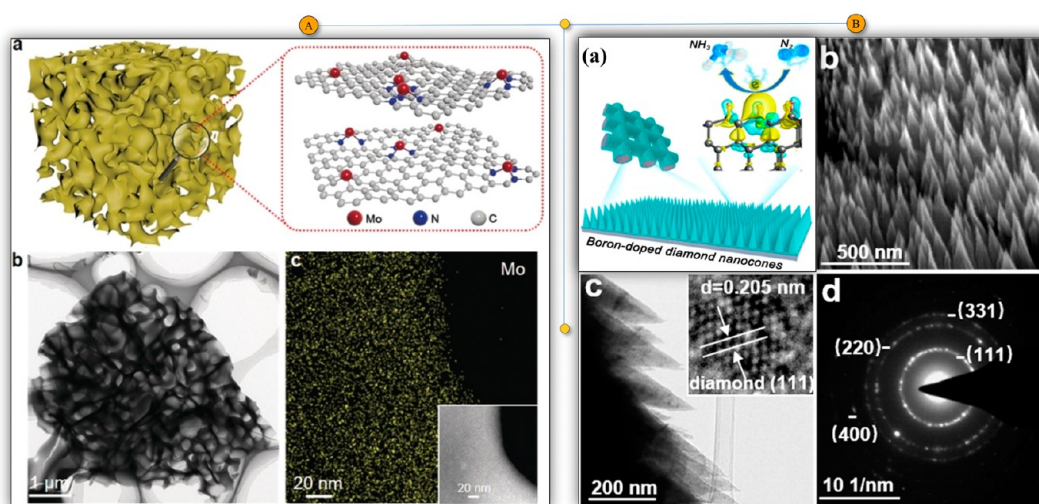 A
B
a
Mo
N
C
b
1 μm
c
Mo
20 nm
20 nm
(a)
NH3
N2
e
Boron-doped diamond nanocones
b
500 nm
c
d=0.205 nm
diamond (111)
200 nm
d
(331)
(220)
(111)
(400)
10 1/nm